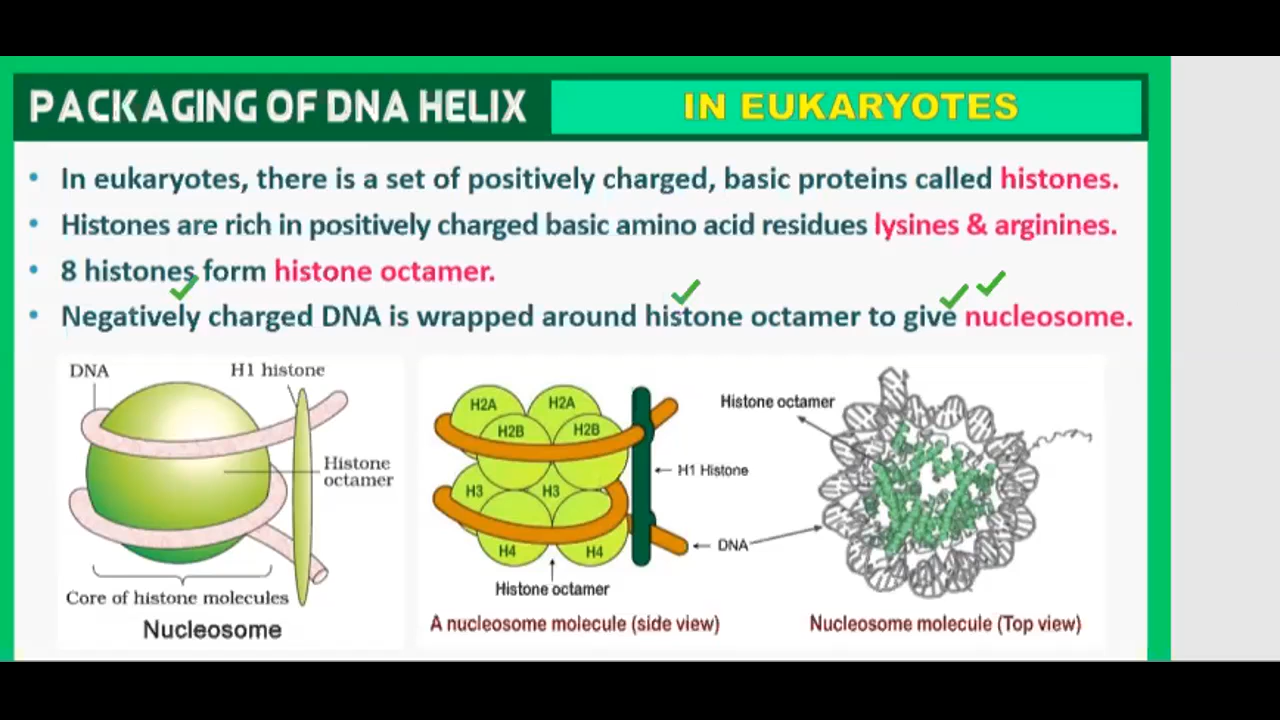 PACKAGING OF DNA HELIX
IN EUKARYOTES
• In eukaryotes, there is a set of positively charged, basic proteins called histones.
• Histones are rich in positively charged basic amino acid residues lysines & arginines.
• 8 histones form histone octamer.
• Negatively charged DNA is wrapped around histone octamer to give nucleosome.
DNA
H1 histone
Histone
octamer
Core of histone molecules
Nucleosome
H2A
H2A
H2B
H2B
H3
H3
H4
H4
H1 Histone
DNA
Histone octamer
Histone octamer
A nucleosome molecule (side view)
Nucleosome molecule (Top view)